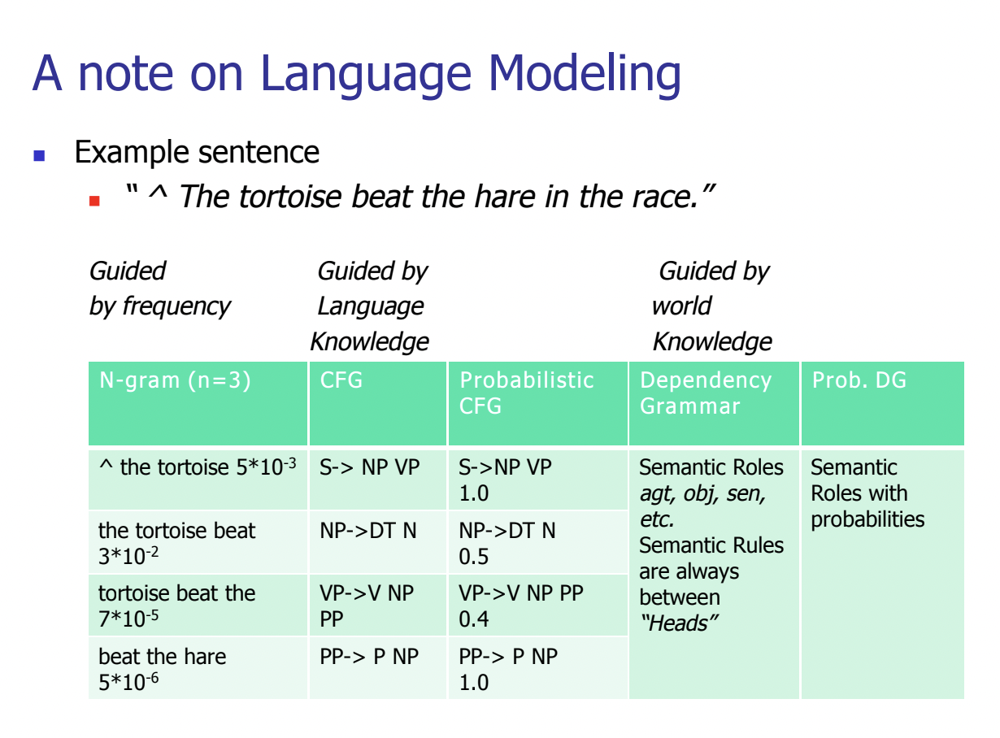 A note on Language Modeling
Example sentence
“ ^ The tortoise beat the hare in the race.”
Guided Guided by Guided by
by frequency Language world
Knowledge Knowledge
N-gram (n=3) CFG Probabilistic CFG Dependency Grammar Prob. DG
^ the tortoise 5*10-3
S-> NP VP
S->NP VP
1.0
Semantic Roles
agt, obj, sen,
etc.
Semantic Rules
are always
between
“Heads”
Semantic
Roles with
probabilities
the tortoise beat
3*10-2
NP->DT N
NP->DT N
0.5
tortoise beat the
7*10-5
VP->V NP
PP
VP->V NP PP
0.4
beat the hare
5*10-6
PP-> P NP
PP-> P NP
1.0